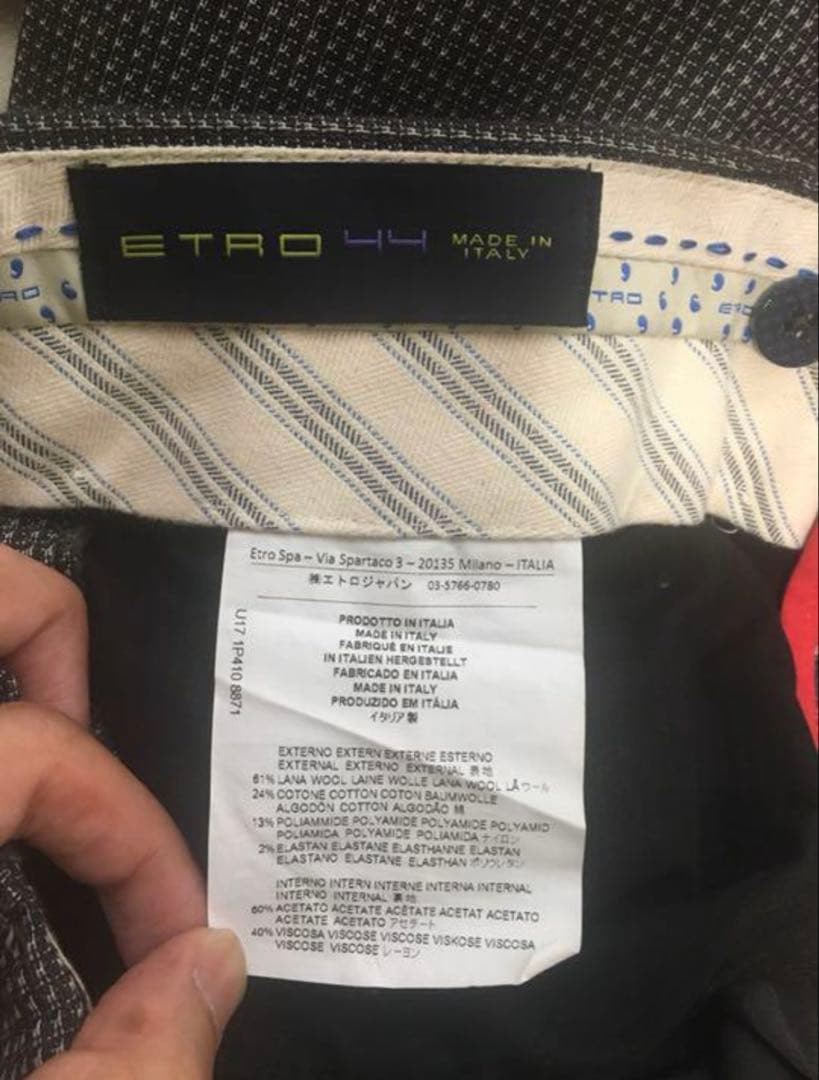 ETRO 44 MADE IN
ITALY
RO
TRO
ETRO
Etro Spa – Via Spartaco 3 – 20135 Milano – ITALIA
㈱エトロジャパン 03-5766-0780
U17 1P410 8871
PRODOTTO IN ITALIA
MADE IN ITALY
FABRIQUÉ EN ITALIE
IN ITALIEN HERGESTELLT
FABRICADO EN ITALIA
MADE IN ITALY
PRODUZIDO EM ITÁLIA
イタリア製
EXTERNO EXTERN EXTERNE ESTERNO
EXTERNAL EXTERNO EXTERNAL 表地
61% LANA WOOL LAINE WOLLE LANA WOOL LÃ ウール
24% COTONE COTTON COTON BAUMWOLLE
ALGODÓN COTTON ALGODÃO 綿
13% POLIAMMIDE POLYAMIDE POLYAMIDE POLYAMID
POLIAMIDA POLYAMIDE POLIAMIDA ナイロン
2% ELASTAN ELASTANE ELASTHANNE ELASTAN
ELASTANO ELASTANE ELASTHAN ポリウレタン
INTERNO INTERN INTERNE INTERNA INTERNAL
INTERNO INTERNAL 裏地
60% ACETATO ACETATE ACÉTATE ACETAT ACETATO
ACETATE ACETATO アセテート
40% VISCOSA VISCOSE VISCOSE VISKOSE VISCOSA
VISCOSE VISCOSE レーヨン